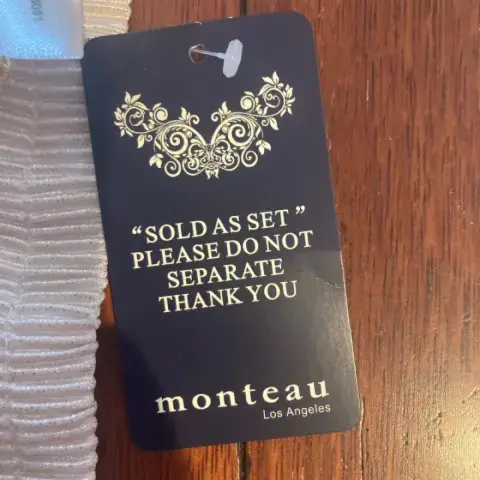 “SOLD AS SET”
PLEASE DO NOT
SEPARATE
THANK YOU
monteau
Los Angeles